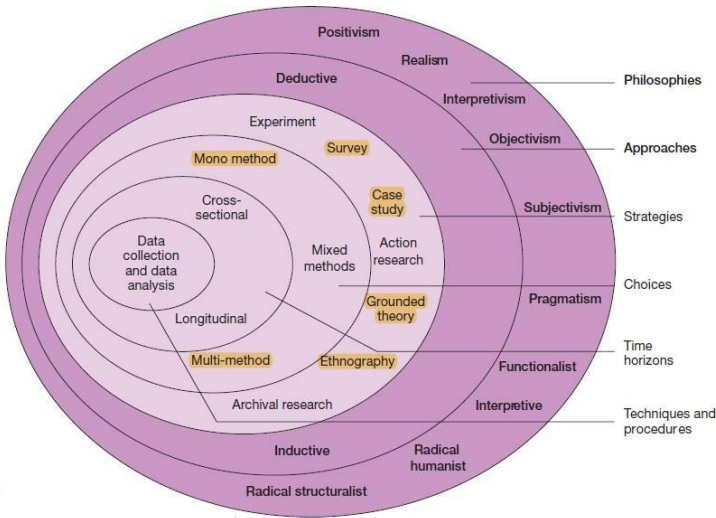 Positivism
Realism
Deductive
Philosophies
Interpretivism
Experiment
Objectivism
Survey
Approaches
Mono method
Cross-
sectional
Case
study
Subjectivism
Strategies
Data
collection
and data
analysis
Mixed
methods
Action
research
Choices
Grounded
theory
Pragmatism
Longitudinal
Time
horizons
Multi-method
Ethnography
Functionalist
Archival research
Interpretive
Techniques and
procedures
Inductive
Radical
humanist
Radical structuralist